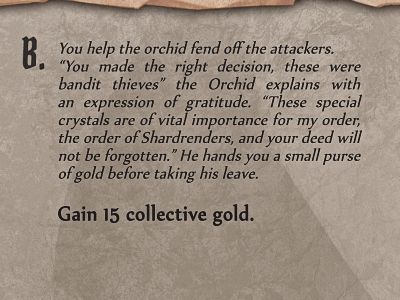 B. You help the orchid fend off the attackers.
“You made the right decision, these were
bandit thieves” the Orchid explains with
an expression of gratitude. “These special
crystals are of vital importance for my order,
the order of Shardrenders, and your deed will
not be forgotten.” He hands you a small purse
of gold before taking his leave.
Gain 15 collective gold.